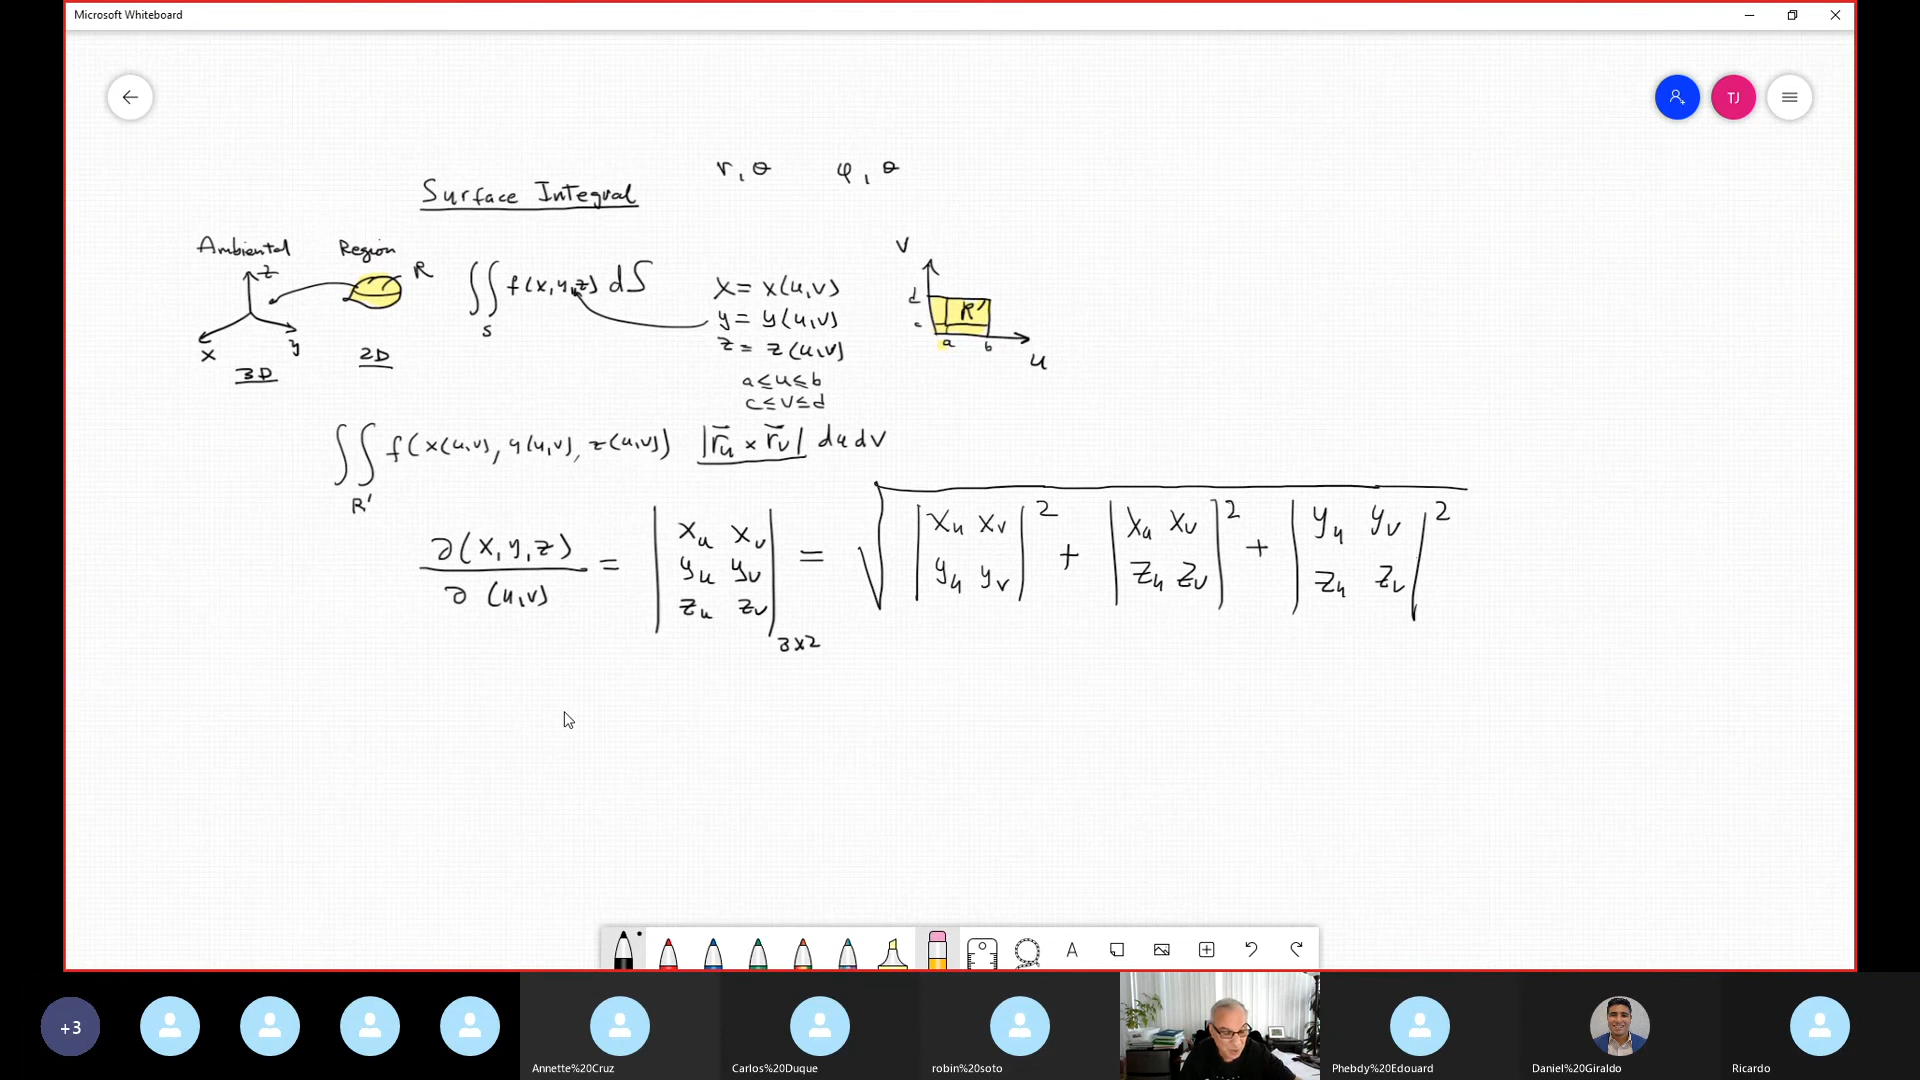 Microsoft Whiteboard
TJ
r, θ φ, θ
Surface Integral
Ambiental Region
z R
∬ f(x,y,z) dS
S
x = x(u,v)
y = y(u,v)
z = z(u,v)
a ≤ u ≤ b
c ≤ v ≤ d
x y
3D 2D
v
d R'
c
a b
u
∬ f(x(u,v), y(u,v), z(u,v)) |r̄u × r̄v| du dv
R'
∂(x,y,z) / ∂(u,v) = | xu xv ; yu yv ; zu zv | 3x2 = √( | xu xv ; yu yv |² + | xu xv ; zu zv |² + | yu yv ; zu zv |² )
A
+3
Annette%20Cruz Carlos%20Duque robin%20soto Phebdy%20Edouard Daniel%20Giraldo Ricardo